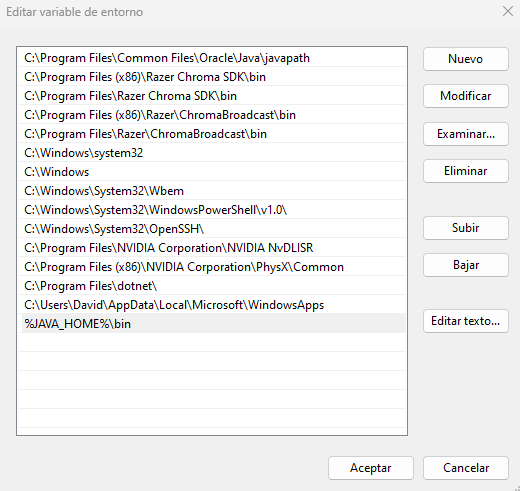 Editar variable de entorno
C:\Program Files\Common Files\Oracle\Java\javapath
C:\Program Files (x86)\Razer Chroma SDK\bin
C:\Program Files\Razer Chroma SDK\bin
C:\Program Files (x86)\Razer\ChromaBroadcast\bin
C:\Program Files\Razer\ChromaBroadcast\bin
C:\Windows\system32
C:\Windows
C:\Windows\System32\Wbem
C:\Windows\System32\WindowsPowerShell\v1.0\
C:\Windows\System32\OpenSSH\
C:\Program Files\NVIDIA Corporation\NVIDIA NvDLISR
C:\Program Files (x86)\NVIDIA Corporation\PhysX\Common
C:\Program Files\dotnet\
C:\Users\David\AppData\Local\Microsoft\WindowsApps
%JAVA_HOME%\bin
Nuevo
Modificar
Examinar...
Eliminar
Subir
Bajar
Editar texto...
Aceptar
Cancelar